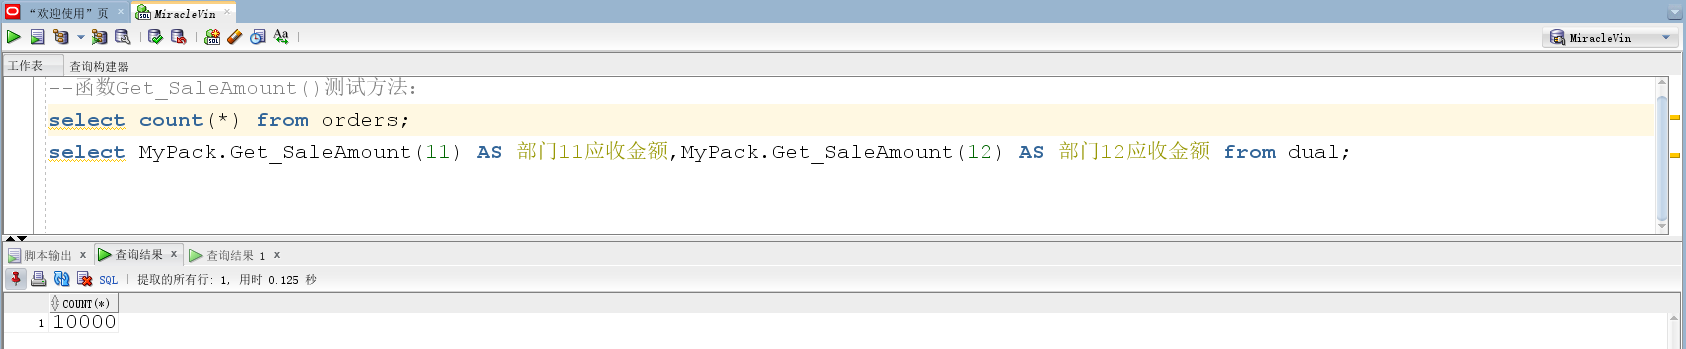 “欢迎使用” 页 × MiracleVin ×
MiracleVin
工作表 查询构建器
--函数Get_SaleAmount()测试方法:
select count(*) from orders;
select MyPack.Get_SaleAmount(11) AS 部门11应收金额,MyPack.Get_SaleAmount(12) AS 部门12应收金额 from dual;
脚本输出 × 查询结果 × 查询结果 1 ×
SQL | 提取的所有行: 1, 用时 0.125 秒
COUNT(*)
1 10000